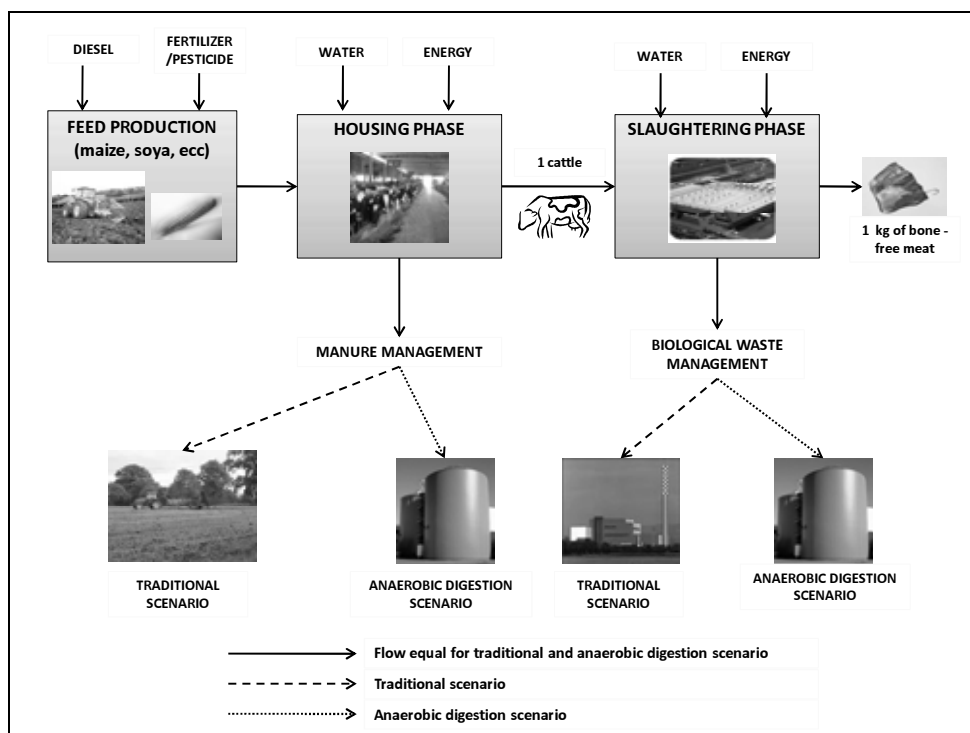 DIESEL
FERTILIZER
/PESTICIDE
WATER
ENERGY
WATER
ENERGY
FEED PRODUCTION
(maize, soya, ecc)
HOUSING PHASE
SLAUGHTERING PHASE
1 cattle
1 kg of bone -
free meat
MANURE MANAGEMENT
BIOLOGICAL WASTE
MANAGEMENT
TRADITIONAL
SCENARIO
ANAEROBIC DIGESTION
SCENARIO
TRADITIONAL
SCENARIO
ANAEROBIC DIGESTION
SCENARIO
Flow equal for traditional and anaerobic digestion scenario
Traditional scenario
Anaerobic digestion scenario